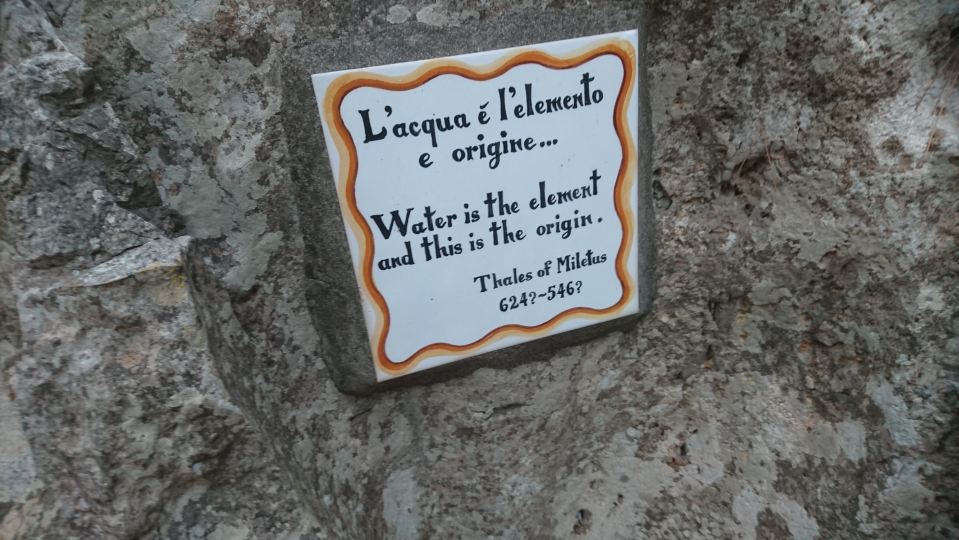 L'acqua é l'elemento
e origine...
Water is the element
and this is the origin.
Thales of Miletus
624?~546?